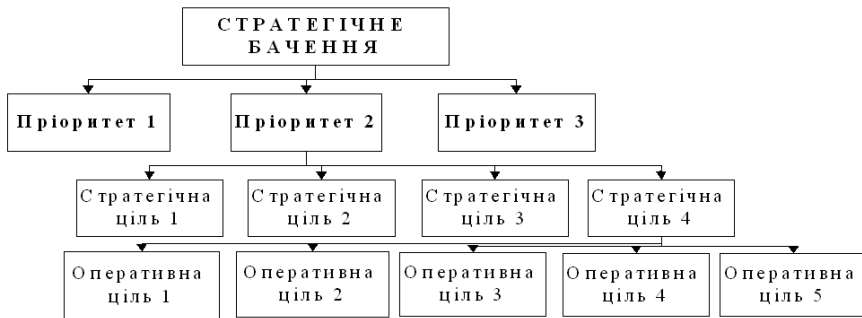 СТРАТЕГІЧНЕ
БАЧЕННЯ
Пріоритет 1
Пріоритет 2
Пріоритет 3
Стратегічна
ціль 1
Стратегічна
ціль 2
Стратегічна
ціль 3
Стратегічна
ціль 4
Оперативна
ціль 1
Оперативна
ціль 2
Оперативна
ціль 3
Оперативна
ціль 4
Оперативна
ціль 5